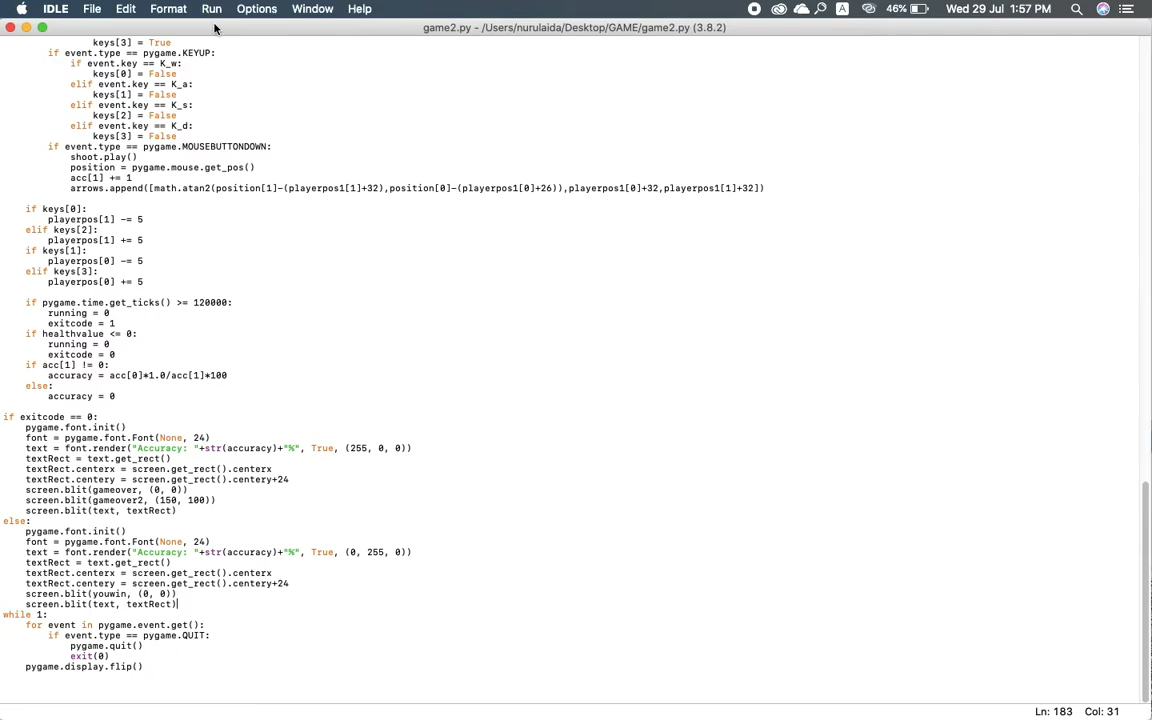 IDLE File Edit Format Run Options Window Help A 46% Wed 29 Jul 1:57 PM
game2.py - /Users/nurulaida/Desktop/GAME/game2.py (3.8.2)
keys[3] = True
if event.type == pygame.KEYUP:
if event.key == K_w:
keys[0] = False
elif event.key == K_a:
keys[1] = False
elif event.key == K_s:
keys[2] = False
elif event.key == K_d:
keys[3] = False
if event.type == pygame.MOUSEBUTTONDOWN:
shoot.play()
position = pygame.mouse.get_pos()
acc[1] += 1
arrows.append([math.atan2(position[1]-(playerpos1[1]+32),position[0]-(playerpos1[0]+26)),playerpos1[0]+32,playerpos1[1]+32])
if keys[0]:
playerpos[1] -= 5
elif keys[2]:
playerpos[1] += 5
if keys[1]:
playerpos[0] -= 5
elif keys[3]:
playerpos[0] += 5
if pygame.time.get_ticks() >= 120000:
running = 0
exitcode = 1
if healthvalue <= 0:
running = 0
exitcode = 0
if acc[1] != 0:
accuracy = acc[0]*1.0/acc[1]*100
else:
accuracy = 0
if exitcode == 0:
pygame.font.init()
font = pygame.font.Font(None, 24)
text = font.render("Accuracy: "+str(accuracy)+"%", True, (255, 0, 0))
textRect = text.get_rect()
textRect.centerx = screen.get_rect().centerx
textRect.centery = screen.get_rect().centery+24
screen.blit(gameover, (0, 0))
screen.blit(gameover2, (150, 100))
screen.blit(text, textRect)
else:
pygame.font.init()
font = pygame.font.Font(None, 24)
text = font.render("Accuracy: "+str(accuracy)+"%", True, (0, 255, 0))
textRect = text.get_rect()
textRect.centerx = screen.get_rect().centerx
textRect.centery = screen.get_rect().centery+24
screen.blit(youwin, (0, 0))
screen.blit(text, textRect)
while 1:
for event in pygame.event.get():
if event.type == pygame.QUIT:
pygame.quit()
exit(0)
pygame.display.flip()
Ln: 183 Col: 31